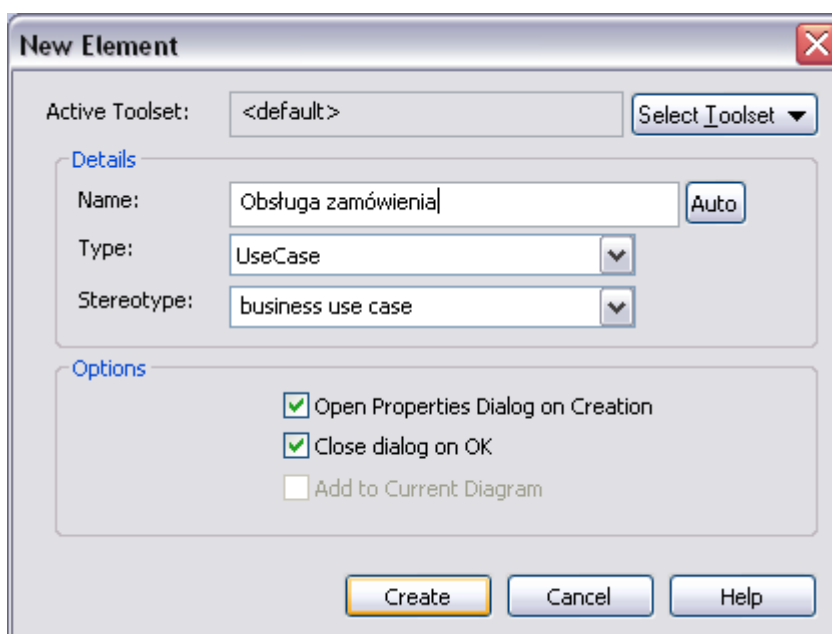 New Element
Active Toolset: <default> Select Toolset
Details
Name: Obsługa zamówienia Auto
Type: UseCase
Stereotype: business use case
Options
Open Properties Dialog on Creation
Close dialog on OK
Add to Current Diagram
Create Cancel Help